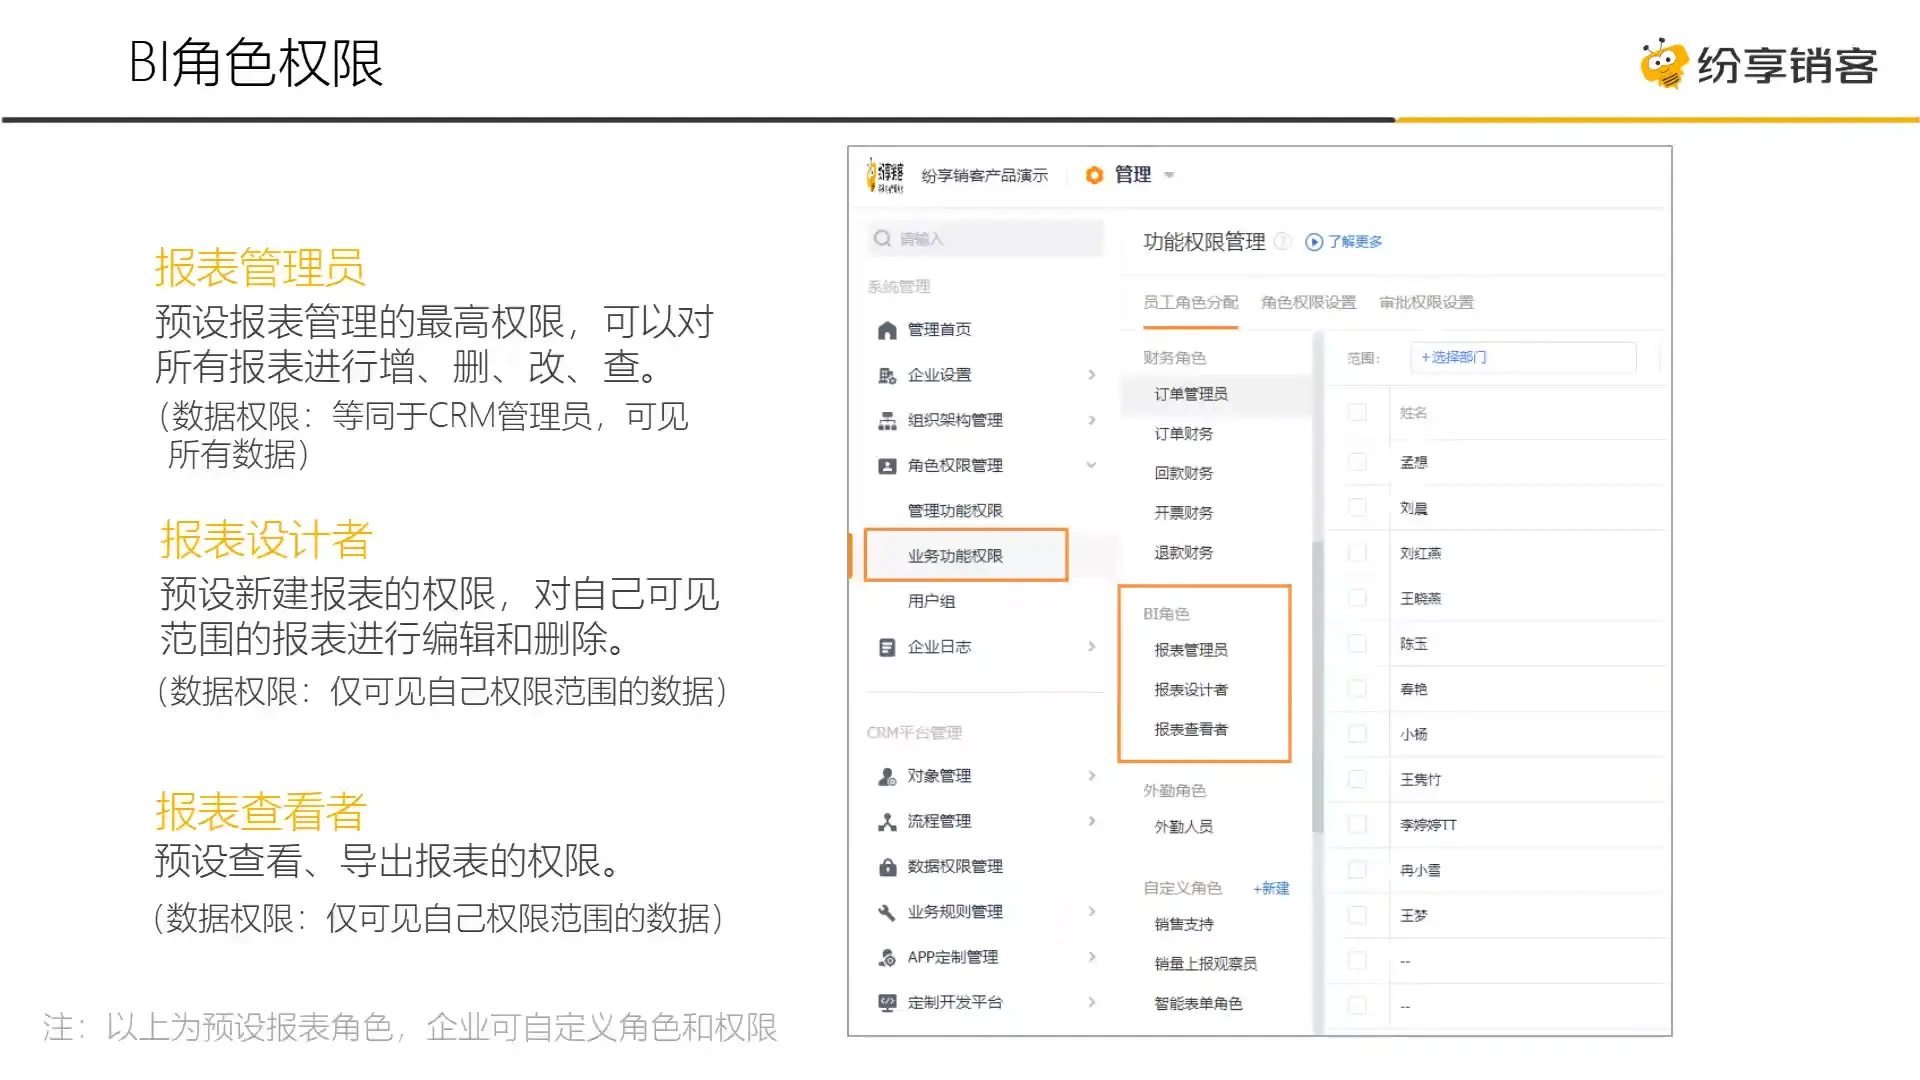 BI角色权限
纷享销客
报表管理员
预设报表管理的最高权限，可以对
所有报表进行增、删、改、查。
（数据权限：等同于CRM管理员，可见
所有数据）
报表设计者
预设新建报表的权限，对自己可见
范围的报表进行编辑和删除。
（数据权限：仅可见自己权限范围的数据）
报表查看者
预设查看、导出报表的权限。
（数据权限：仅可见自己权限范围的数据）
注：以上为预设报表角色，企业可自定义角色和权限
纷享销客
纷享销客产品演示
管理
请输入
系统管理
管理首页
企业设置
组织架构管理
角色权限管理
管理功能权限
业务功能权限
用户组
企业日志
CRM平台管理
对象管理
流程管理
数据权限管理
业务规则管理
APP定制管理
定制开发平台
功能权限管理
了解更多
员工角色分配 角色权限设置 审批权限设置
财务角色
订单管理员
订单财务
回款财务
开票财务
退款财务
BI角色
报表管理员
报表设计者
报表查看者
外勤角色
外勤人员
自定义角色 +新建
销售支持
销量上报观察员
智能表单角色
范围： +选择部门
姓名
孟想
刘晨
刘红燕
王晓燕
陈玉
春艳
小杨
王隽竹
李婷婷TT
冉小雪
王梦
--
--